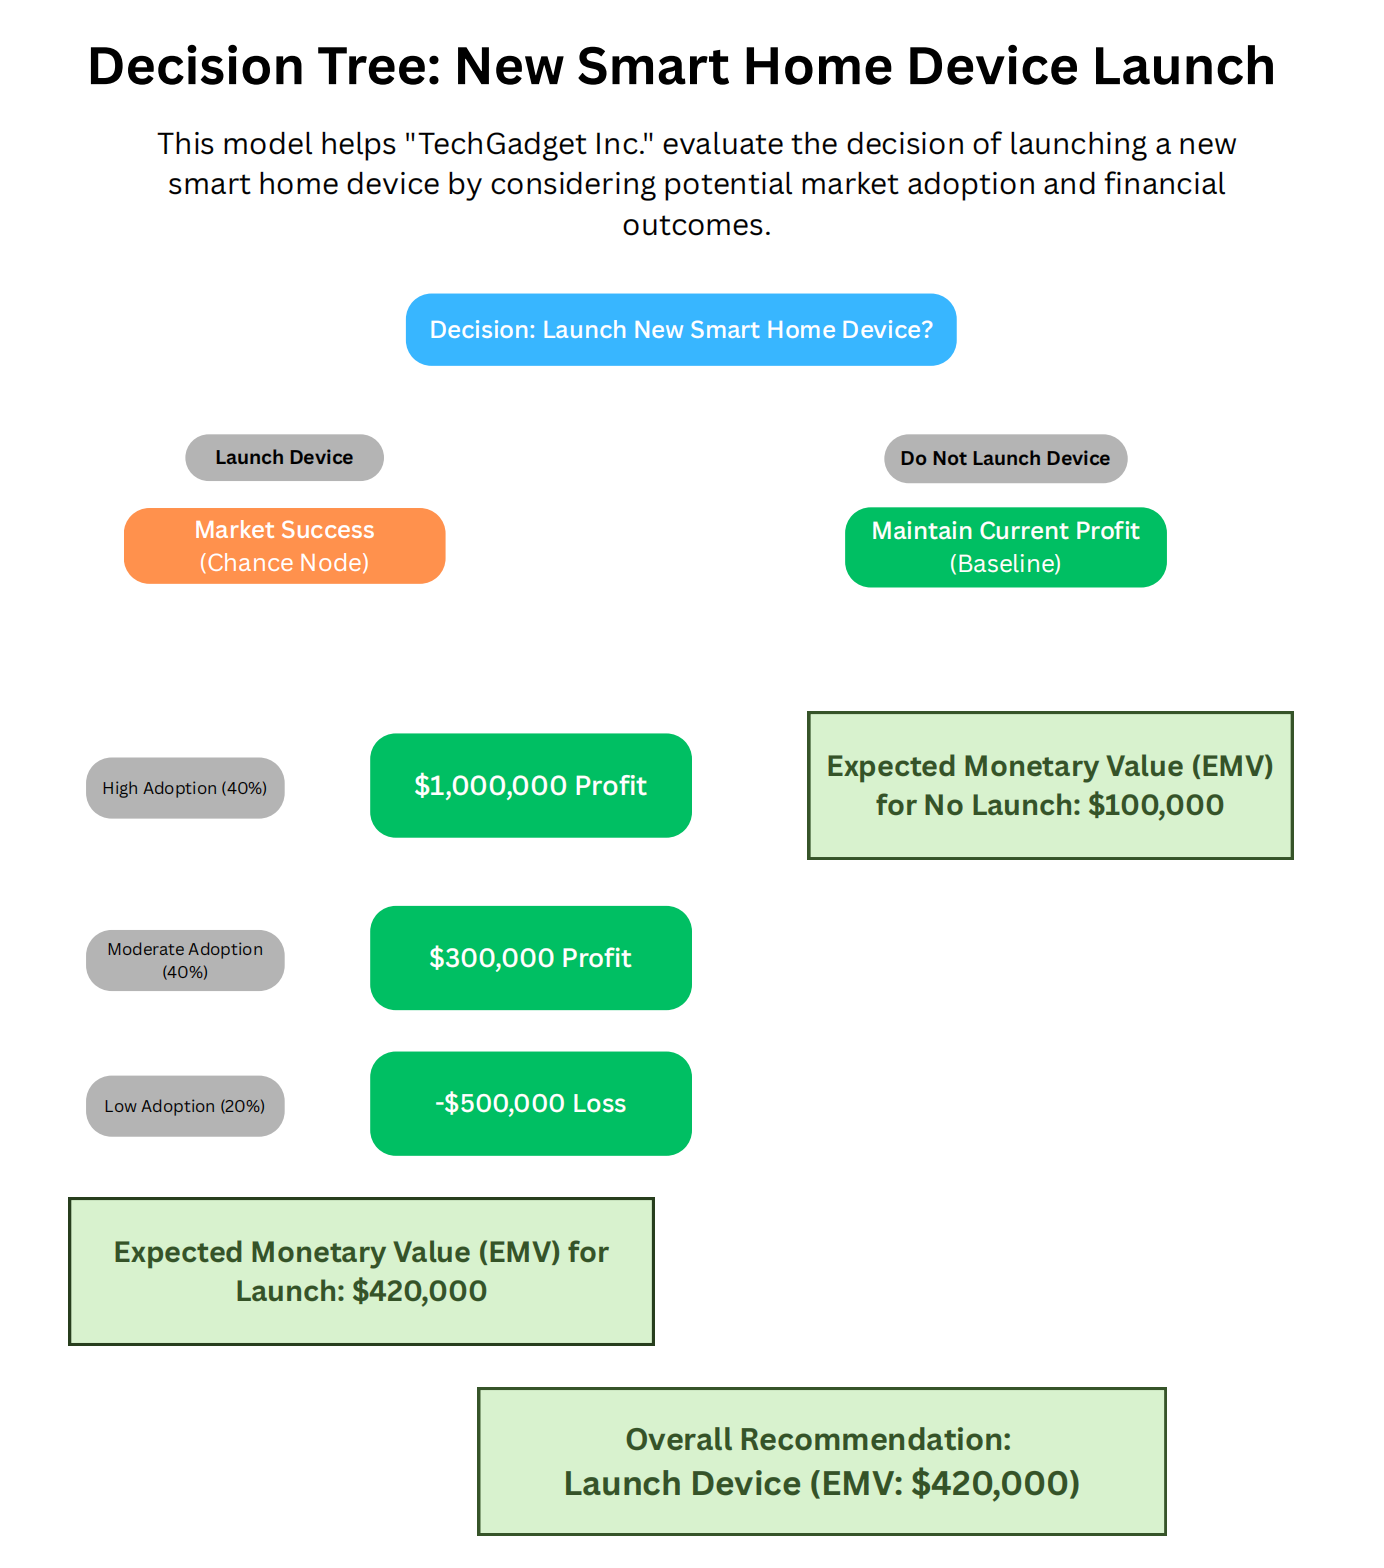 Decision Tree: New Smart Home Device Launch
This model helps "TechGadget Inc." evaluate the decision of launching a new
smart home device by considering potential market adoption and financial
outcomes.
Decision: Launch New Smart Home Device?
Launch Device
Do Not Launch Device
Market Success
(Chance Node)
Maintain Current Profit
(Baseline)
High Adoption (40%)
$1,000,000 Profit
Expected Monetary Value (EMV)
for No Launch: $100,000
Moderate Adoption
(40%)
$300,000 Profit
Low Adoption (20%)
-$500,000 Loss
Expected Monetary Value (EMV) for
Launch: $420,000
Overall Recommendation:
Launch Device (EMV: $420,000)